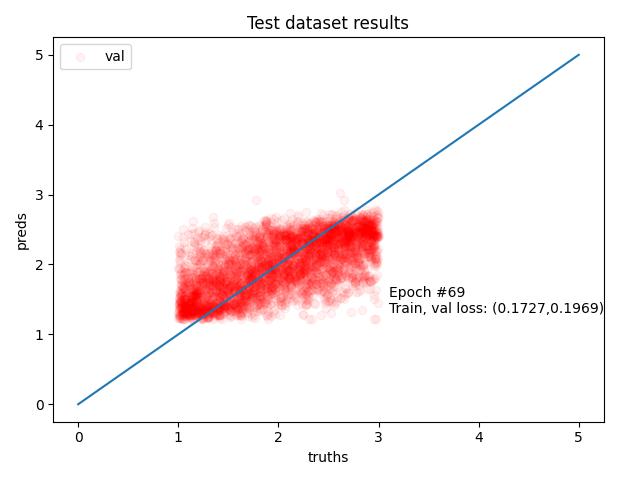 Test dataset results
val
5
4
3
2
1
0
preds
Epoch #69
Train, val loss: (0.1727,0.1969)
0 1 2 3 4 5
truths